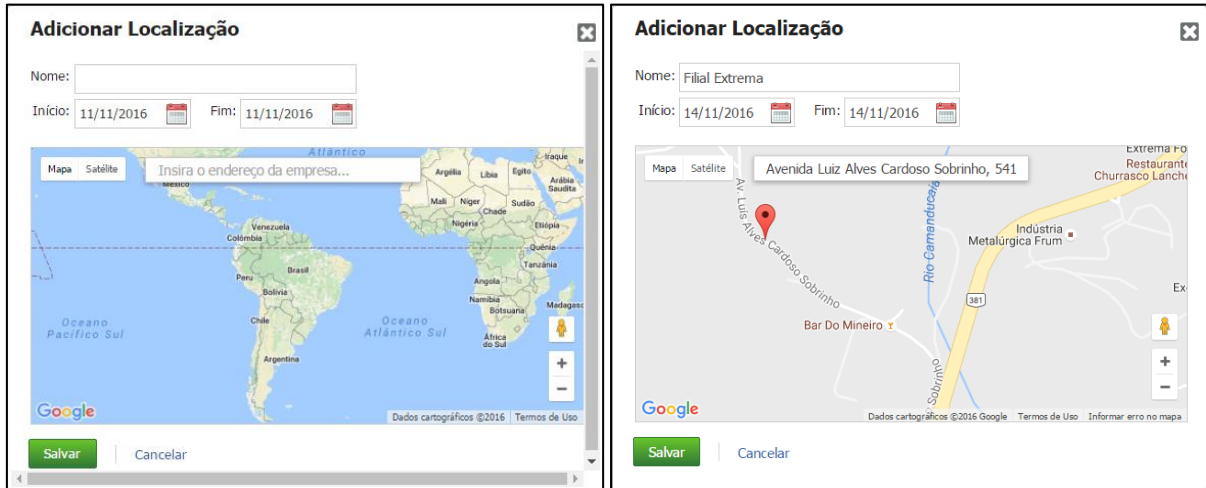 Adicionar Localização
Nome:
Início: 11/11/2016 Fim: 11/11/2016
Mapa Satélite Insira o endereço da empresa...
Atlântico
Iraque
Argélia Líbia Egito
Arábia Saudita
México
Mali Níger Sudão
Chade
Nigéria Etiópia
Venezuela
Colômbia
Quênia
Tanzânia
Peru Brasil
Angola
Bolívia
Namíbia Madagasc
Botsuana
Chile
Oceano Pacífico Sul
Oceano Atlântico Sul
África do Sul
Argentina
Google
Dados cartográficos ©2016 Termos de Uso
Salvar Cancelar
Adicionar Localização
Nome: Filial Extrema
Início: 14/11/2016 Fim: 14/11/2016
Mapa Satélite Avenida Luiz Alves Cardoso Sobrinho, 541
Extrema Fo
Restaurante
Churrasco Lanche
Av. Luís Alves Cardoso Sobrinho
Rio Camanducaia
Indústria
Metalúrgica Frum
Ex
381
Bar Do Mineiro
Sobrinho
Google
Dados cartográficos ©2016 Google Termos de Uso Informar erro no mapa
Salvar Cancelar